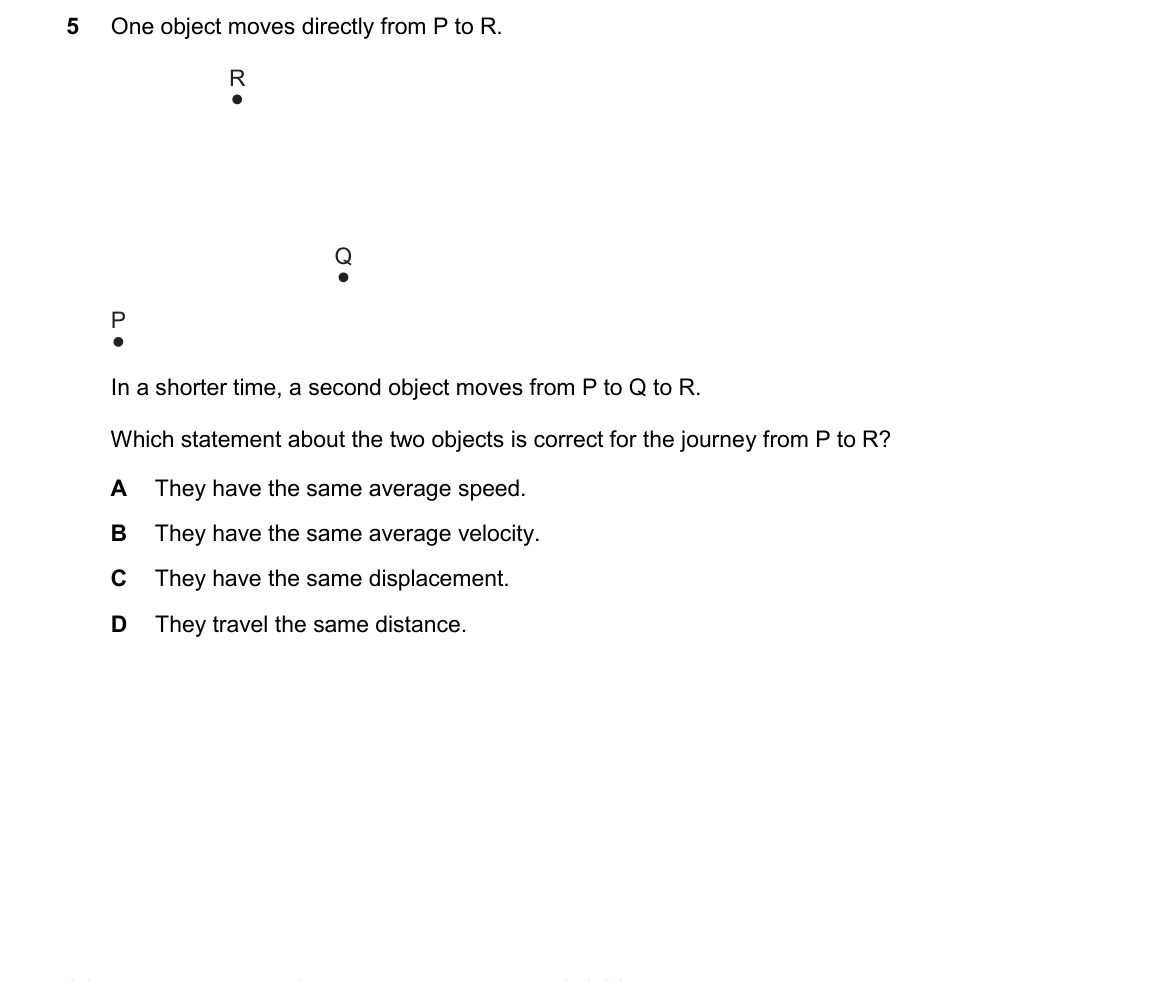 5 One object moves directly from P to R.
R
Q
P
In a shorter time, a second object moves from P to Q to R.
Which statement about the two objects is correct for the journey from P to R?
A They have the same average speed.
B They have the same average velocity.
C They have the same displacement.
D They travel the same distance.